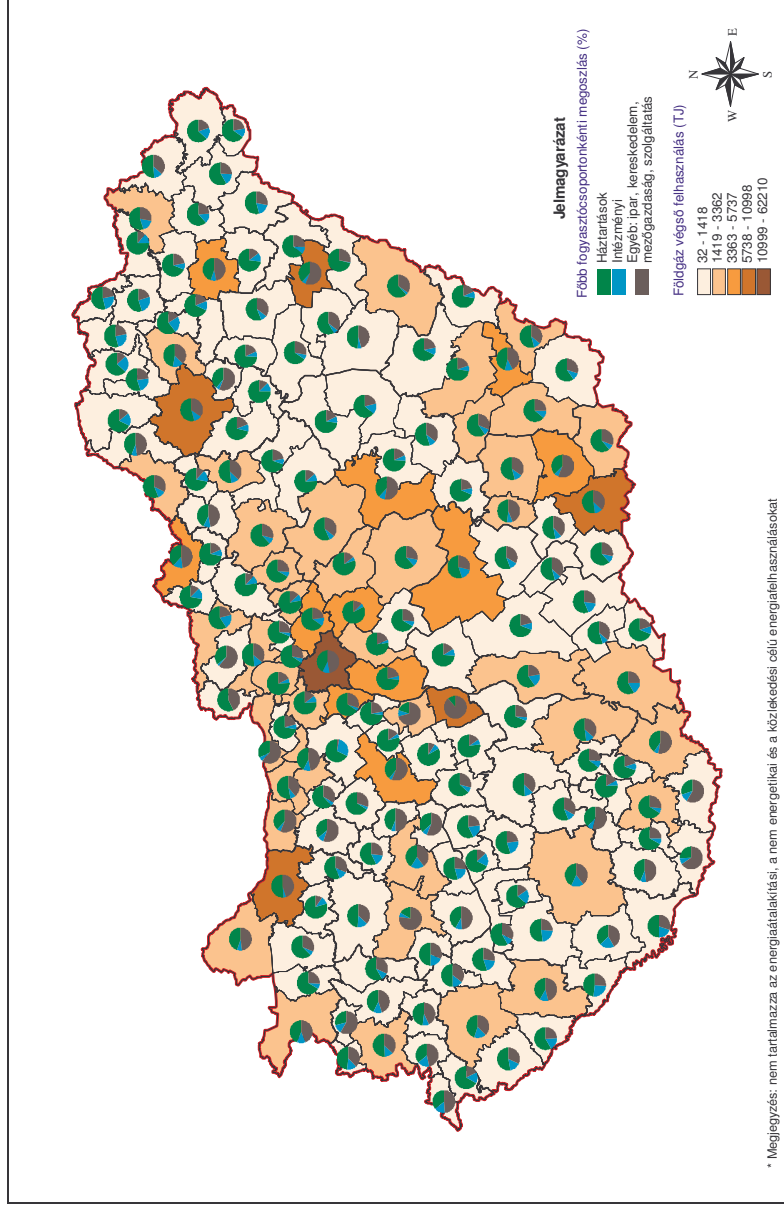 Jelmagyarázat
Főbb fogyasztócsoportonkénti megoszlás (%)
Háztartások
Intézményi
Egyéb: ipar, kereskedelem,
mezőgazdaság, szolgáltatás
Földgáz végső felhasználás (TJ)
32 - 1418
1419 - 3362
3363 - 5737
5738 - 10998
10999 - 62210
N
W
E
S
* Megjegyzés: nem tartalmazza az energiaátalakítási, a nem energetikai és a közlekedési célú energiafelhasználásokat